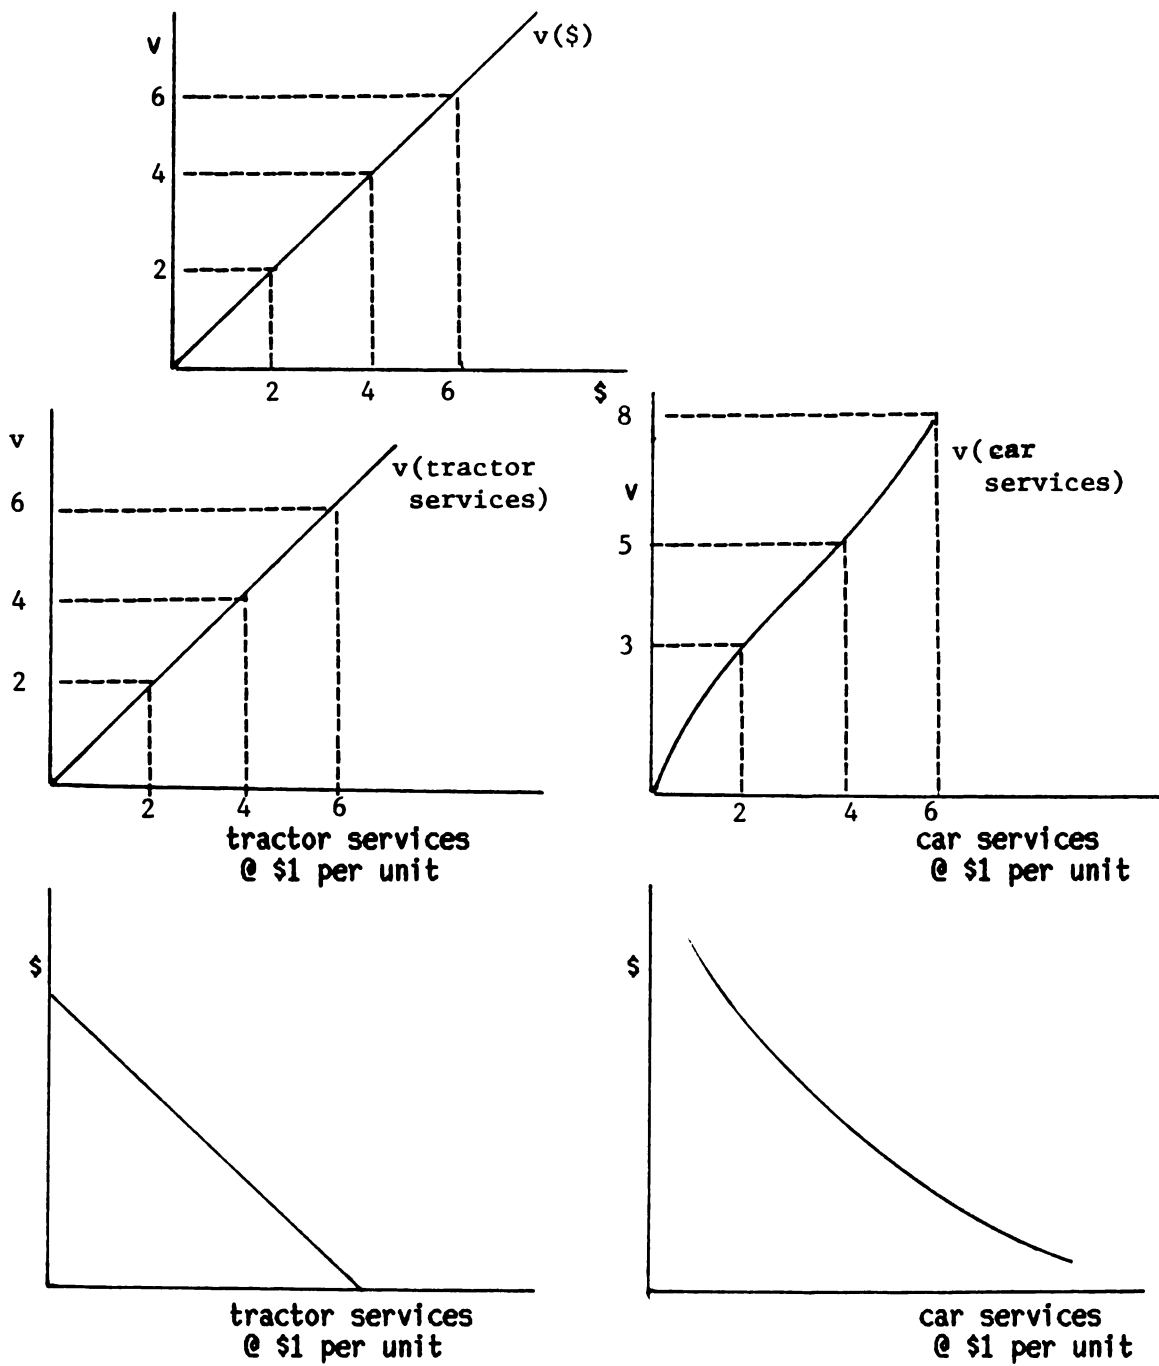 v
v($)
6
4
2
2 4 6 $
v
v(tractor
services)
6
4
2
2 4 6
tractor services
@ $1 per unit
8
v(car
services)
v
5
3
2 4 6
car services
@ $1 per unit
$
tractor services
@ $1 per unit
$
car services
@ $1 per unit